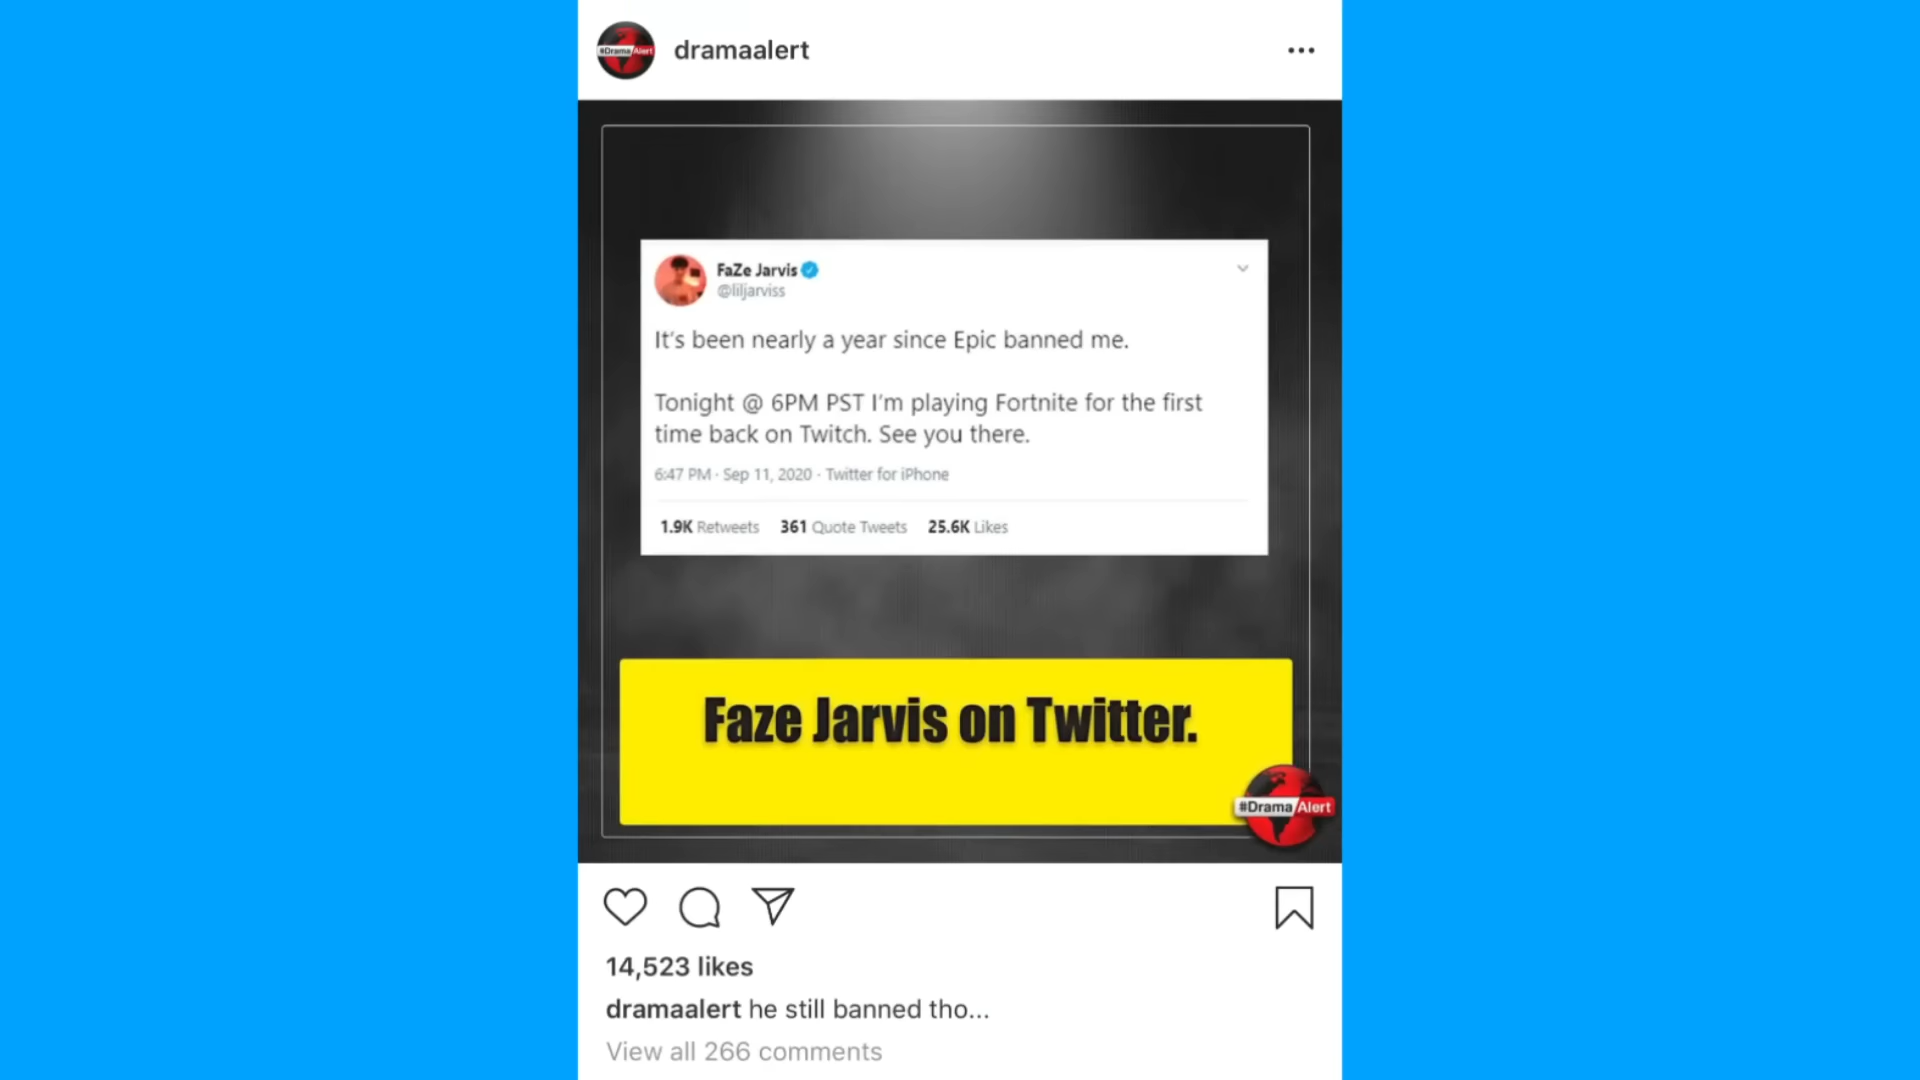 #Drama Alert
dramaalert
FaZe Jarvis
@liljarviss
It's been nearly a year since Epic banned me.
Tonight @ 6PM PST I'm playing Fortnite for the first
time back on Twitch. See you there.
6:47 PM · Sep 11, 2020 · Twitter for iPhone
1.9K Retweets 361 Quote Tweets 25.6K Likes
Faze Jarvis on Twitter.
#Drama Alert
14,523 likes
dramaalert he still banned tho...
View all 266 comments